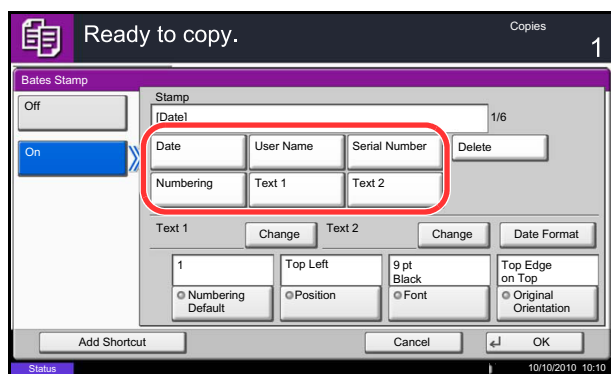 Ready to copy.
Copies
1
Bates Stamp
Off
On
Stamp
[Date]
1/6
Date
User Name
Serial Number
Delete
Numbering
Text 1
Text 2
Text 1
Change
Text 2
Change
Date Format
1
Top Left
9 pt
Black
Top Edge
on Top
Numbering
Default
Position
Font
Original
Orientation
Add Shortcut
Cancel
OK
Status
10/10/2010 10:10